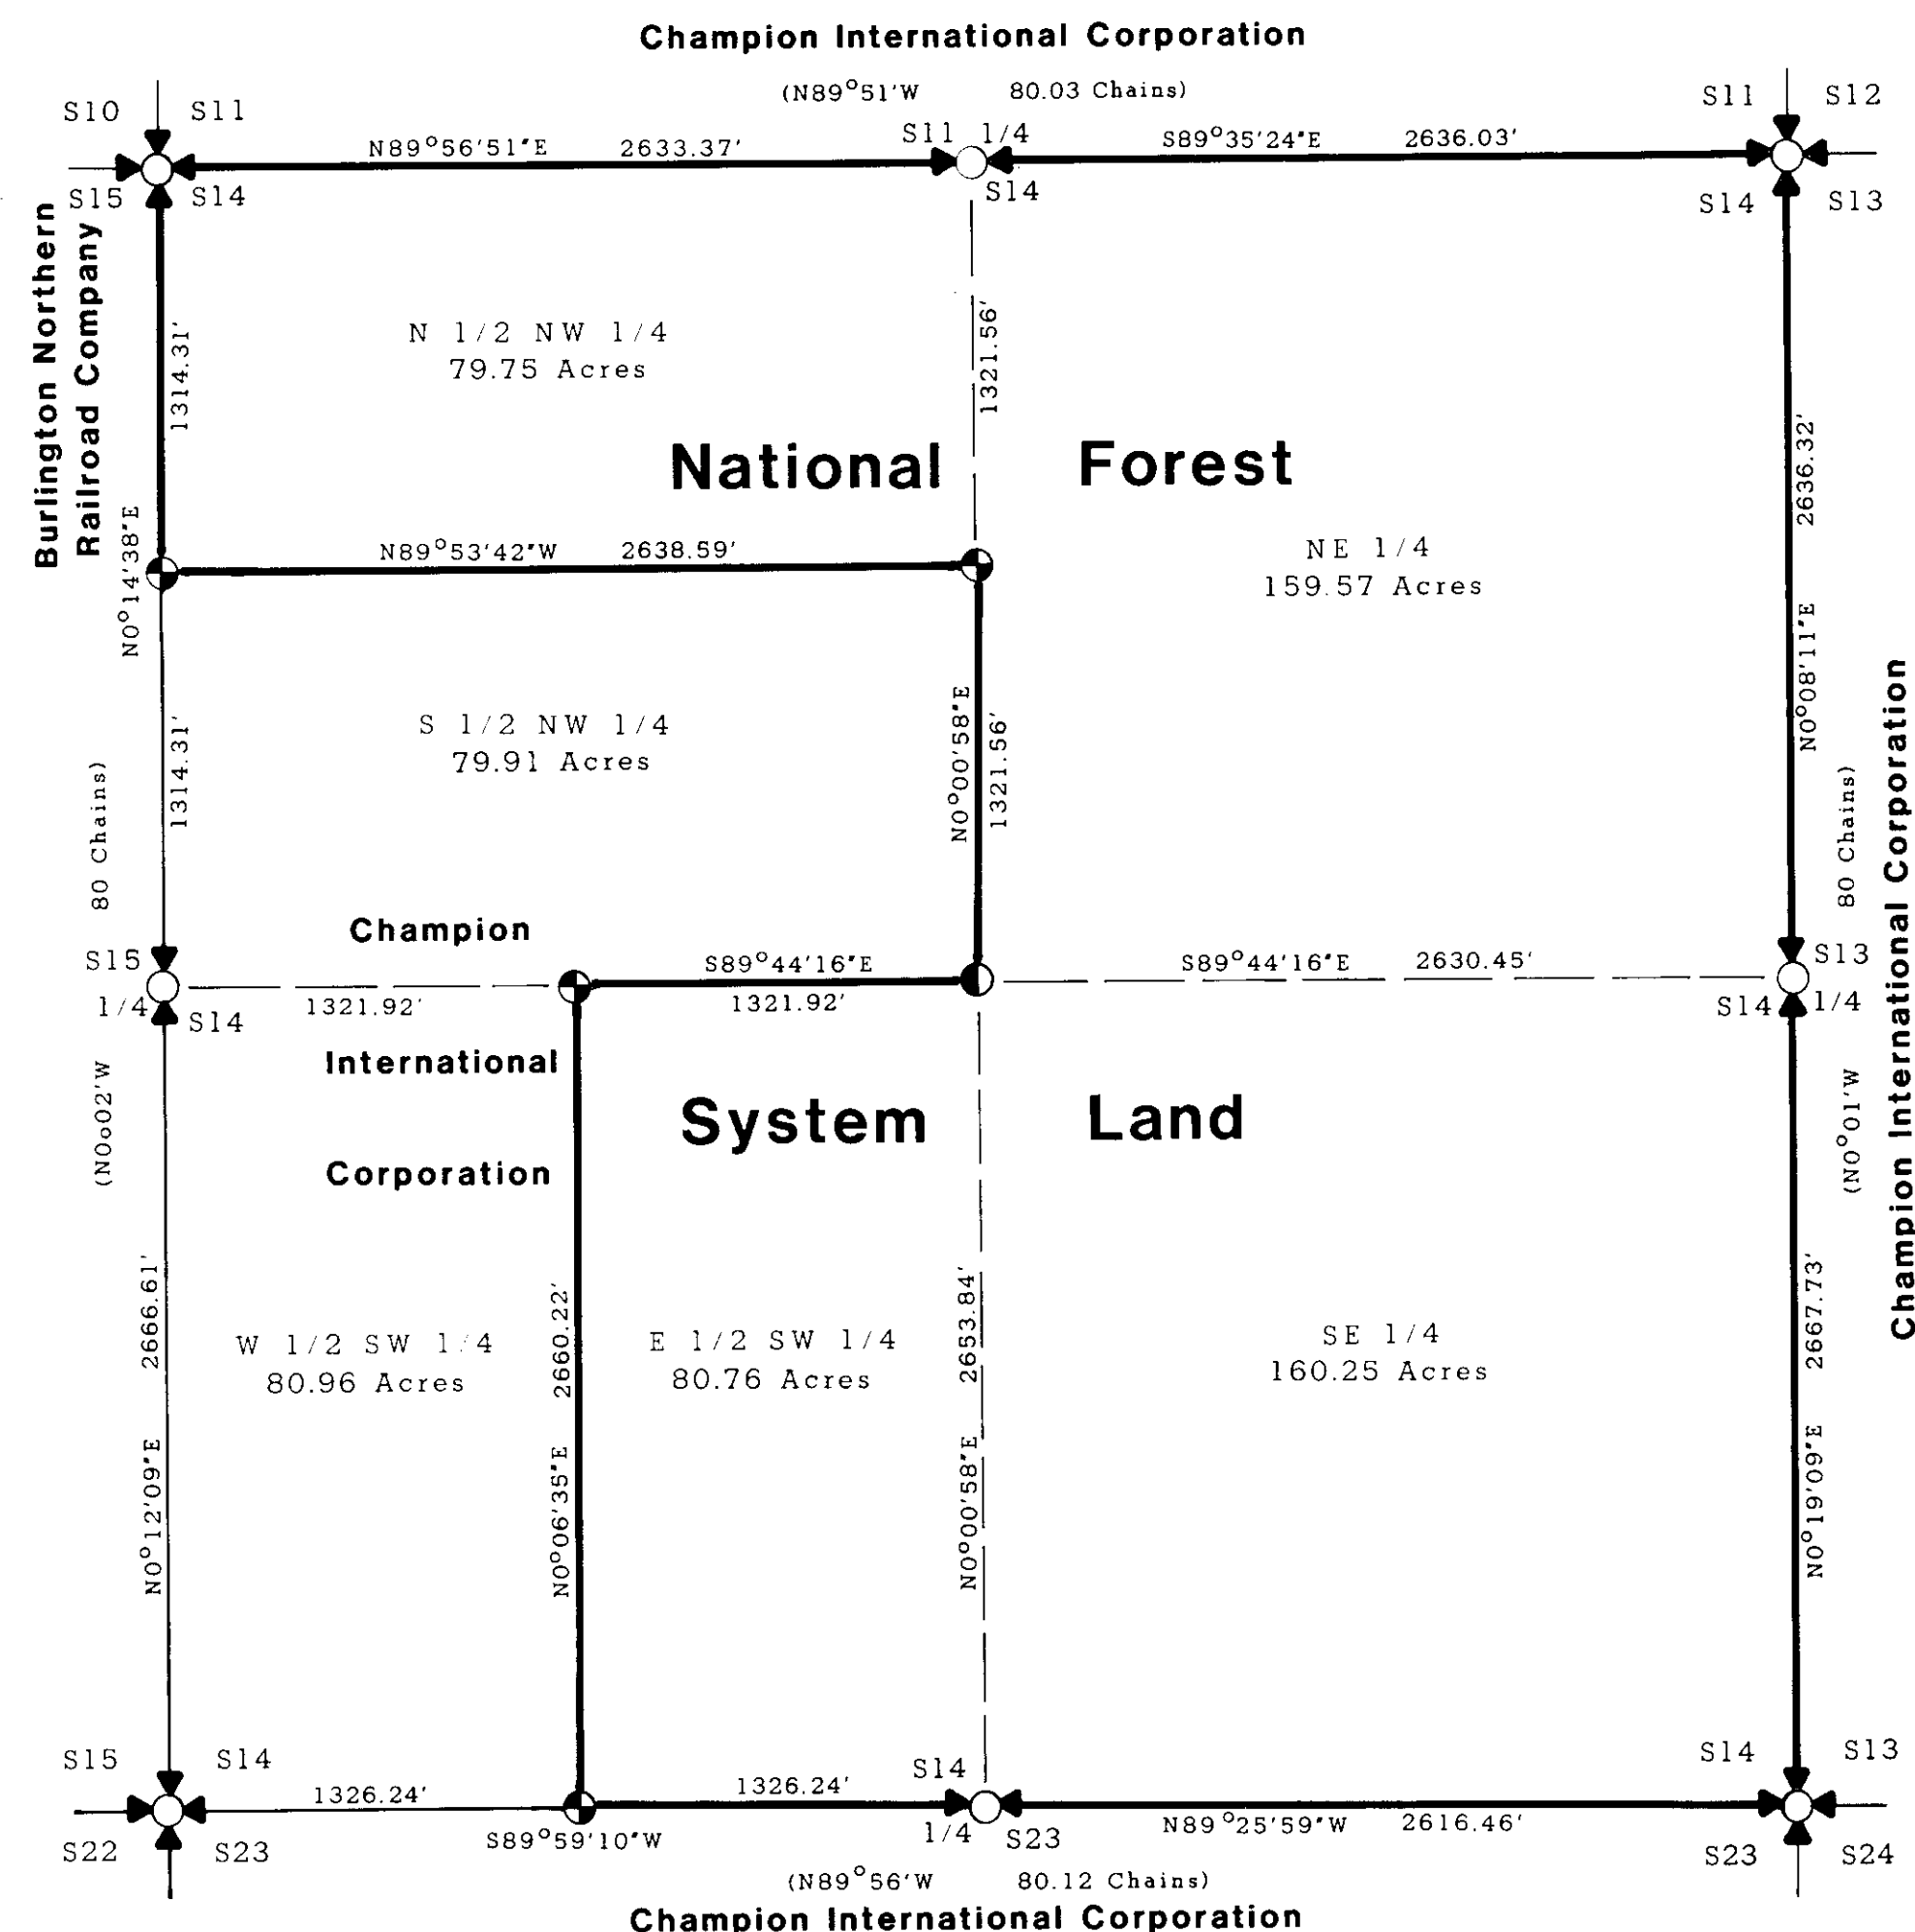 Champion International Corporation
(N89°51'W 80.03 Chains)
S10 S11
S11 1/4
S11 S12
N89°56'51"E 2633.37'
S89°35'24"E 2636.03'
S15 S14
S14
S14 S13
Burlington Northern
Railroad Company
1314.31'
N 1/2 NW 1/4
79.75 Acres
1321.56'
2636.32'
National Forest
N0°14'38"E
N89°53'42"W 2638.59'
NE 1/4
159.57 Acres
N0°08'11"E
S 1/2 NW 1/4
79.91 Acres
1314.31'
N0°00'58"E
1321.56'
80 Chains)
80 Chains)
Champion International Corporation
Champion
S15
1/4
S14
1321.92'
S89°44'16"E
1321.92'
S89°44'16"E 2630.45'
S13
S14 1/4
International
(N0o02'W
(N0°01'W
System Land
Corporation
2666.61'
N0°12'09"E
W 1/2 SW 1/4
80.96 Acres
2660.22'
N0°06'35"E
E 1/2 SW 1/4
80.76 Acres
2653.84'
N0°00'58"E
SE 1/4
160.25 Acres
2667.73'
N0°19'09"E
S15 S14
S14
S14 S13
1326.24'
1326.24'
S89°59'10"W
N89°25'59"W 2616.46'
S22 S23
1/4 S23
S23 S24
(N89°56'W 80.12 Chains)
Champion International Corporation